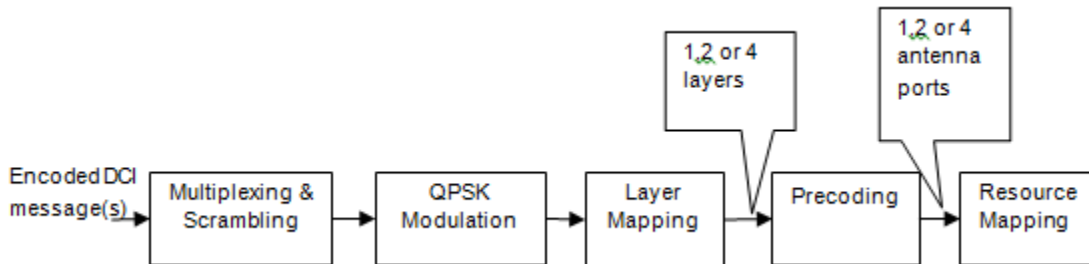 1,2 or 4
layers
1,2 or 4
antenna
ports
Encoded DCI
message(s)
Multiplexing &
Scrambling
QPSK
Modulation
Layer
Mapping
Precoding
Resource
Mapping